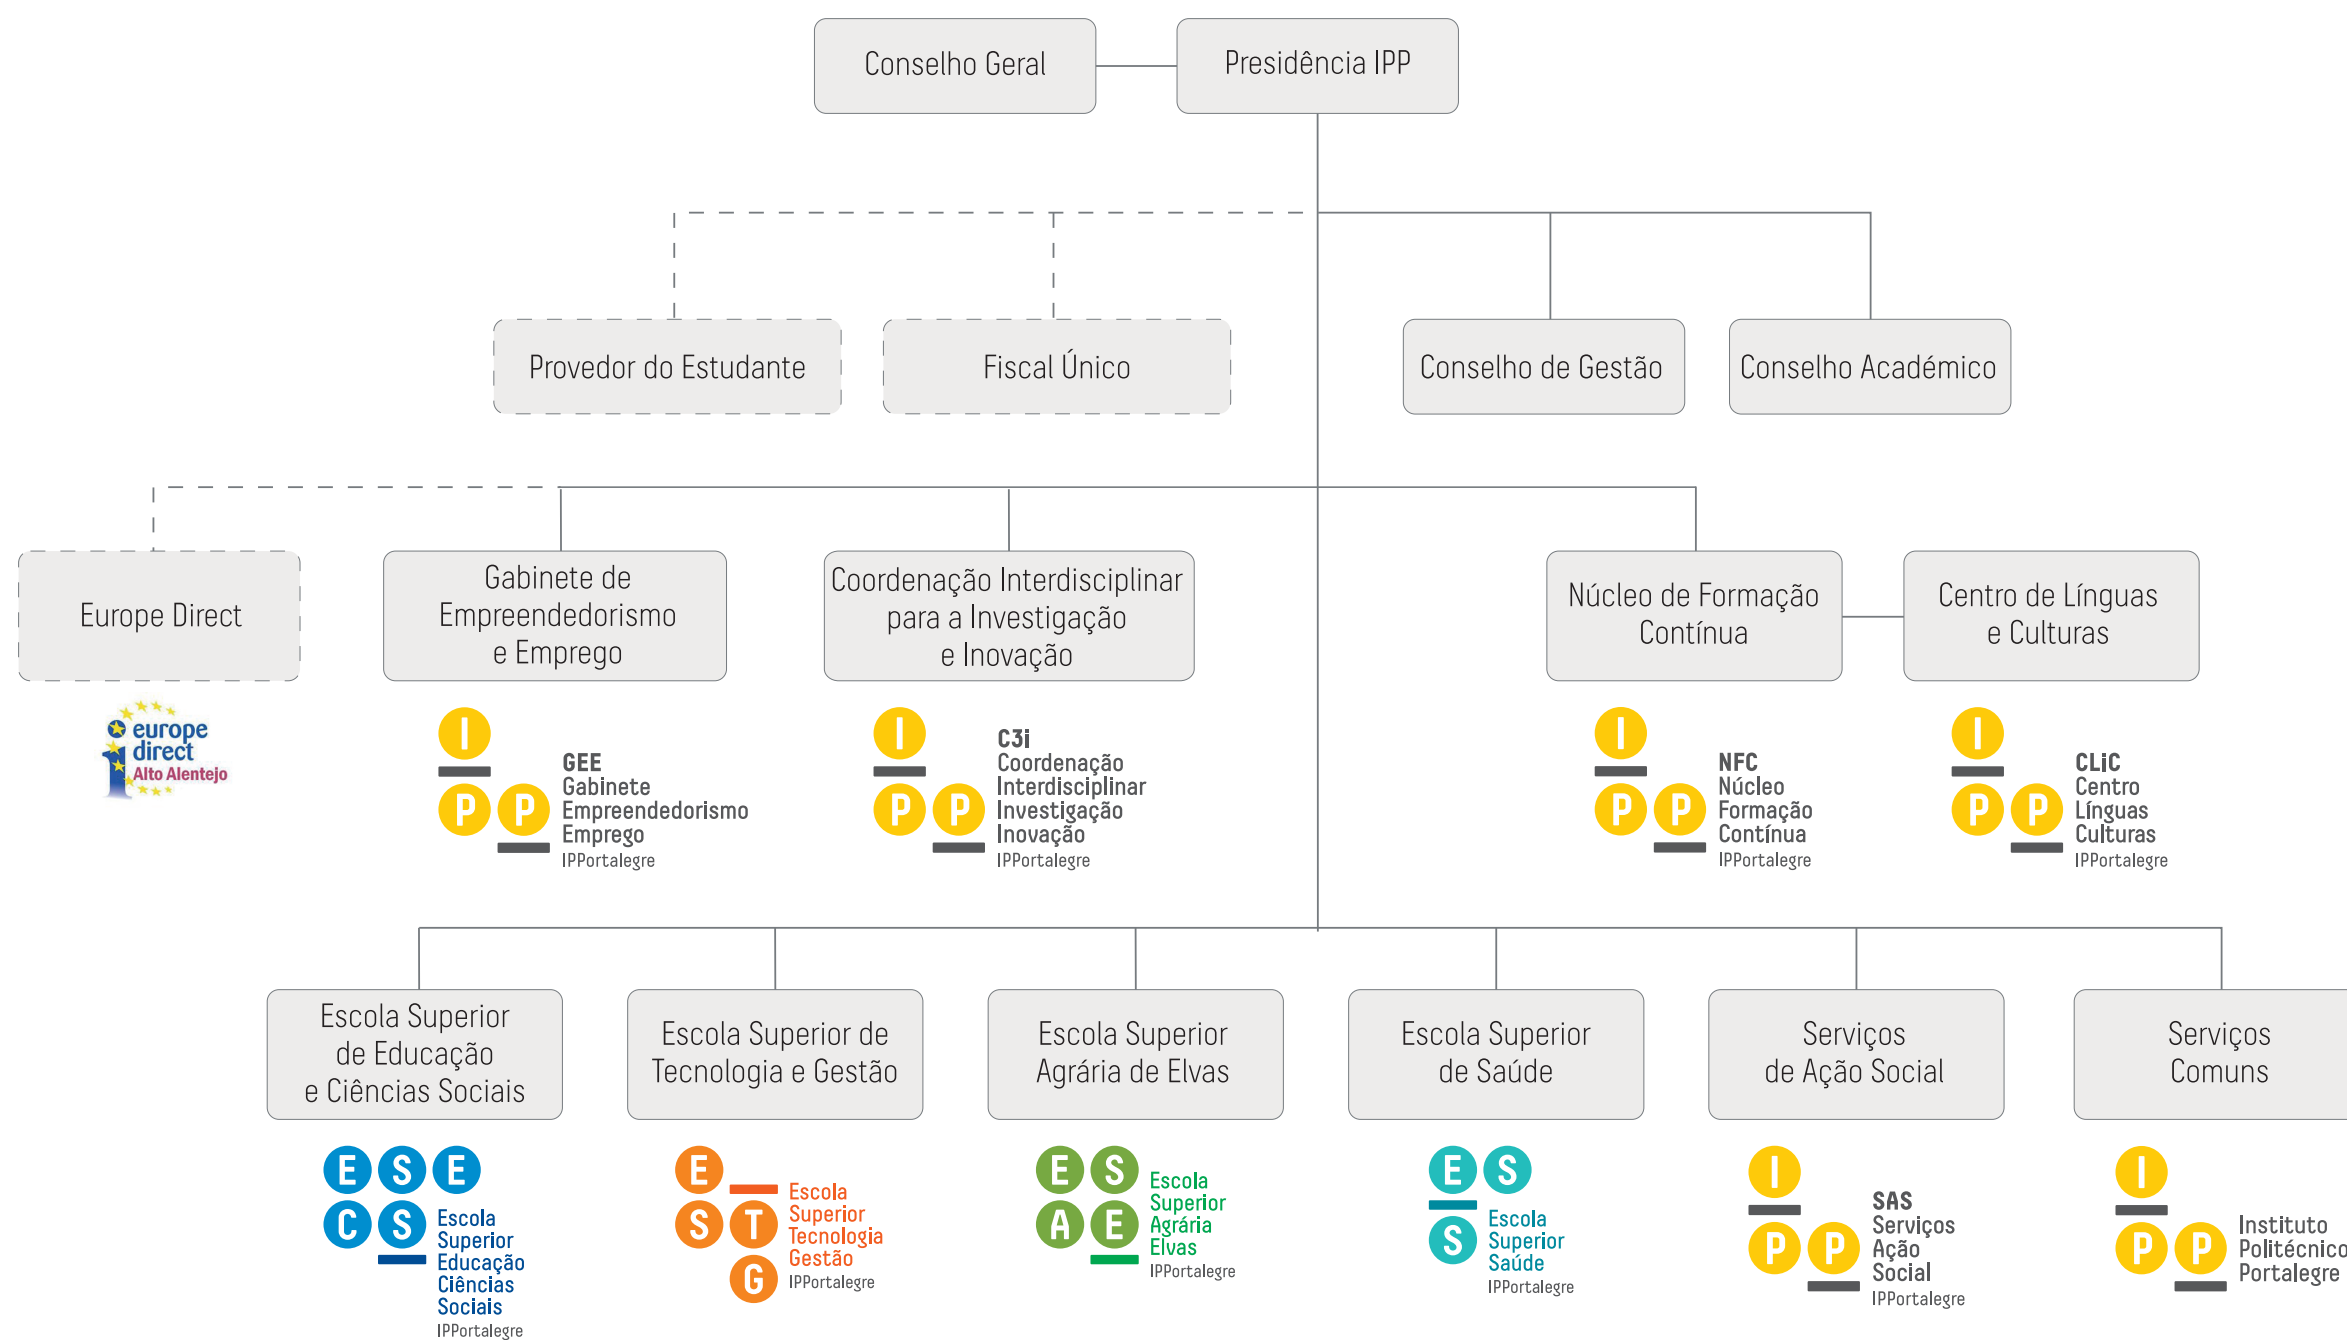 Conselho Geral
Presidência IPP
Provedor do Estudante
Fiscal Único
Conselho de Gestão
Conselho Académico
Europe Direct
Gabinete de
Empreendedorismo
e Emprego
Coordenação Interdisciplinar
para a Investigação
e Inovação
Núcleo de Formação
Contínua
Centro de Línguas
e Culturas
europe
direct
Alto Alentejo
I
P P
GEE
Gabinete
Empreendedorismo
Emprego
IPPortalegre
I
P P
C3i
Coordenação
Interdisciplinar
Investigação
Inovação
IPPortalegre
I
P P
NFC
Núcleo
Formação
Contínua
IPPortalegre
I
P P
CLiC
Centro
Línguas
Culturas
IPPortalegre
Escola Superior
de Educação
e Ciências Sociais
Escola Superior de
Tecnologia e Gestão
Escola Superior
Agrária de Elvas
Escola Superior
de Saúde
Serviços
de Ação Social
Serviços
Comuns
E S E
C S
Escola
Superior
Educação
Ciências
Sociais
IPPortalegre
E
S T
G
Escola
Superior
Tecnologia
Gestão
IPPortalegre
E S
A E
Escola
Superior
Agrária
Elvas
IPPortalegre
E S
S
Escola
Superior
Saúde
IPPortalegre
I
P P
SAS
Serviços
Ação
Social
IPPortalegre
I
P P
Instituto
Politécnico
Portalegre